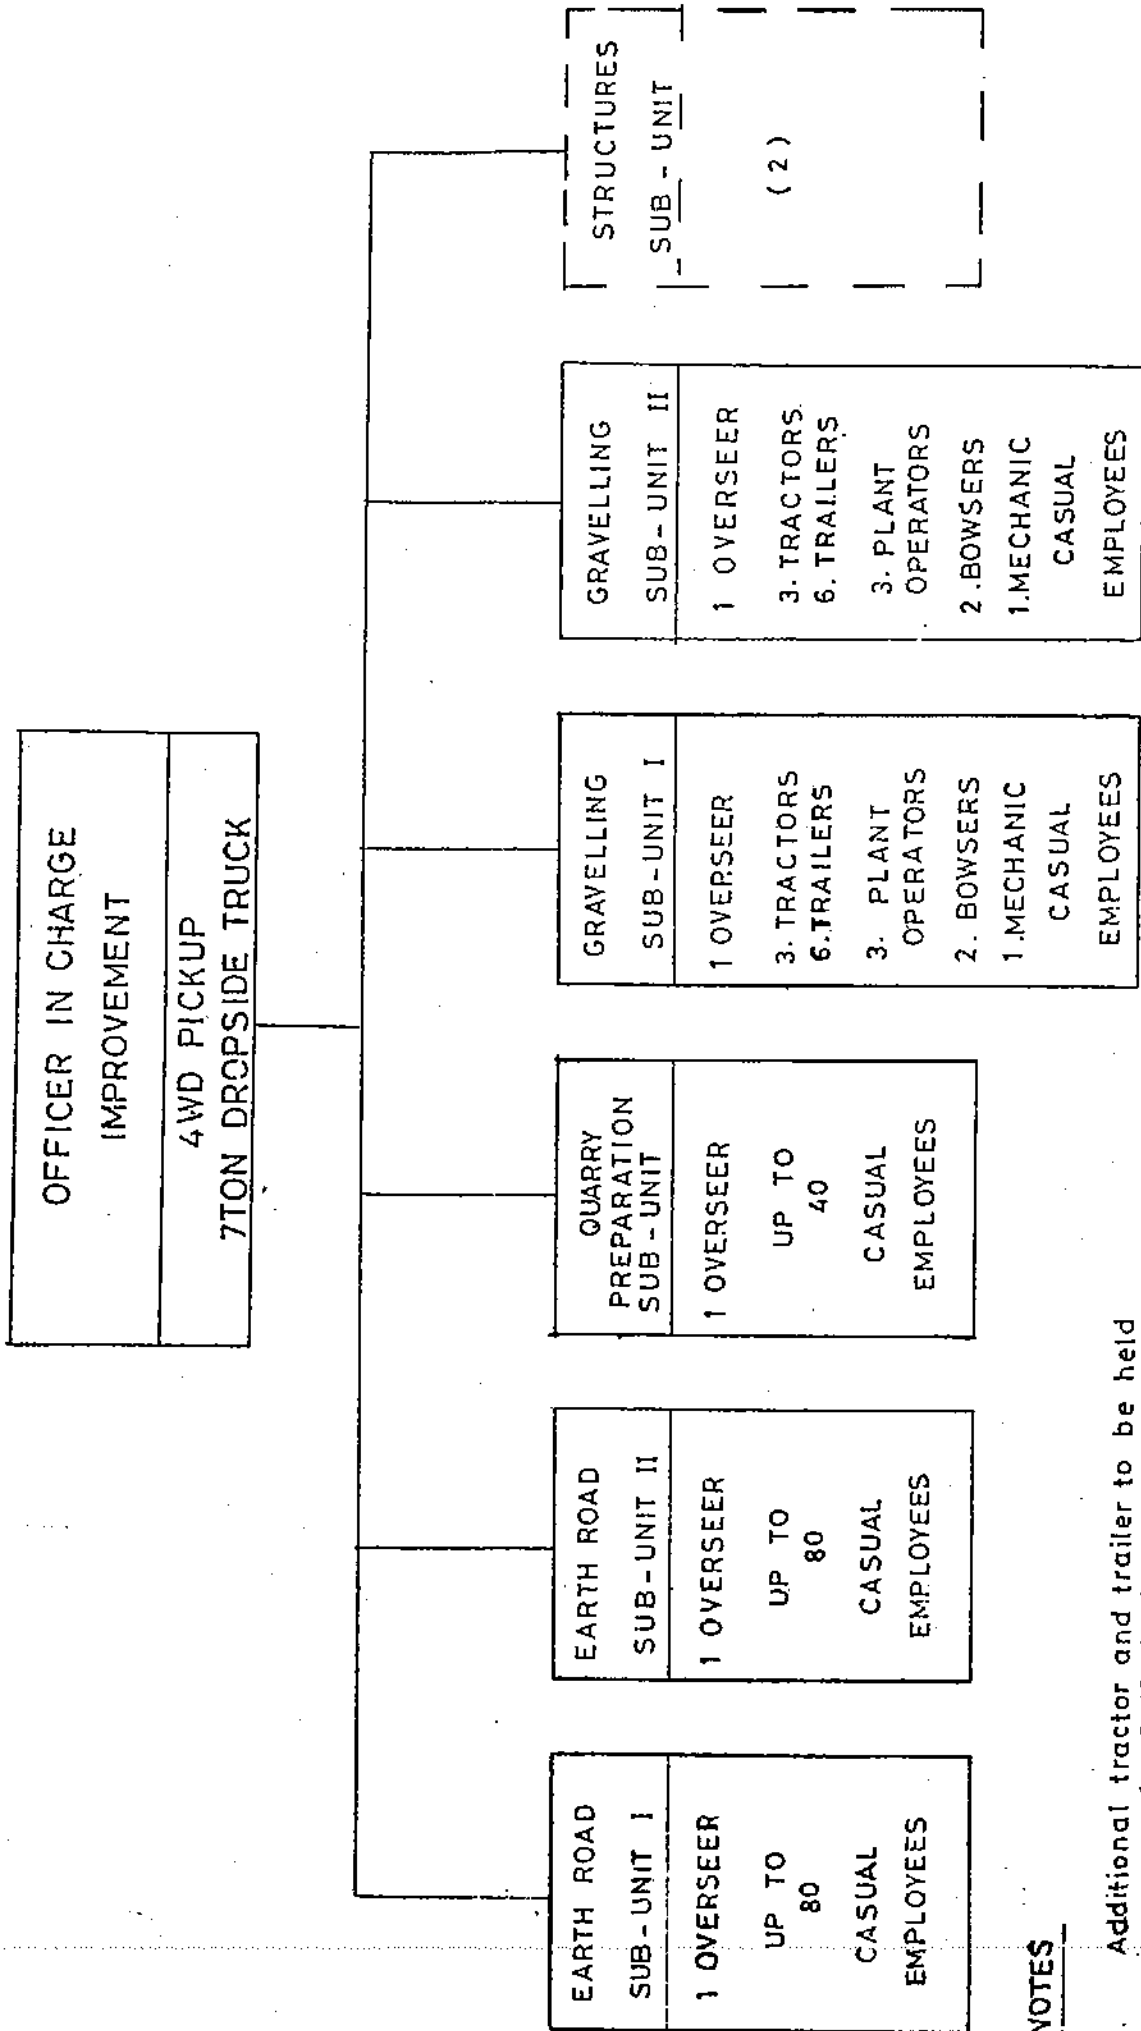 OFFICER IN CHARGE
IMPROVEMENT
4WD PICKUP
7TON DROPSIDE TRUCK
EARTH ROAD
SUB-UNIT I
1 OVERSEER
UP TO
80
CASUAL
EMPLOYEES
EARTH ROAD
SUB-UNIT II
1 OVERSEER
UP TO
80
CASUAL
EMPLOYEES
QUARRY
PREPARATION
SUB-UNIT
1 OVERSEER
UP TO
40
CASUAL
EMPLOYEES
GRAVELLING
SUB-UNIT I
1 OVERSEER
3. TRACTORS
6. TRAILERS
3. PLANT
OPERATORS
2. BOWSERS
1. MECHANIC
CASUAL
EMPLOYEES
GRAVELLING
SUB-UNIT II
1 OVERSEER
3. TRACTORS.
6. TRAILERS
3. PLANT
OPERATORS
2. BOWSERS
1. MECHANIC
CASUAL
EMPLOYEES
STRUCTURES
SUB - UNIT
(2)
NOTES
Additional tractor and trailer to be held